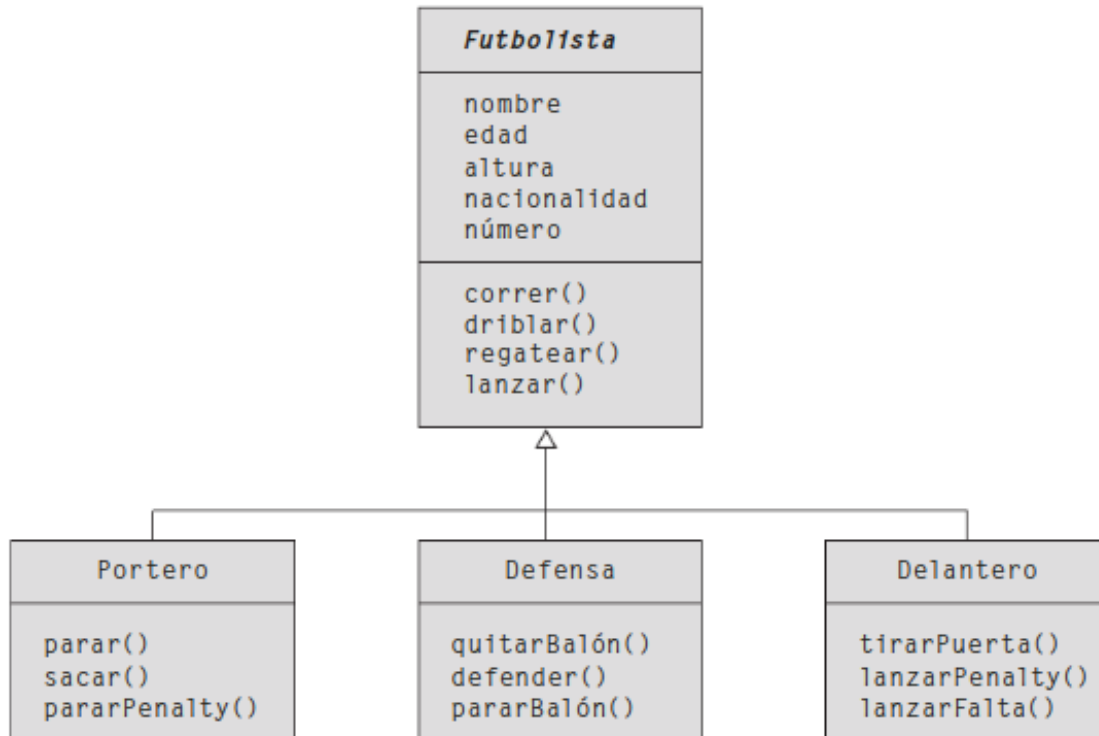 Futbolista
nombre
edad
altura
nacionalidad
número
correr()
driblar()
regatear()
lanzar()
Portero
parar()
sacar()
pararPenalty()
Defensa
quitarBalón()
defender()
pararBalón()
Delantero
tirarPuerta()
lanzarPenalty()
lanzarFalta()